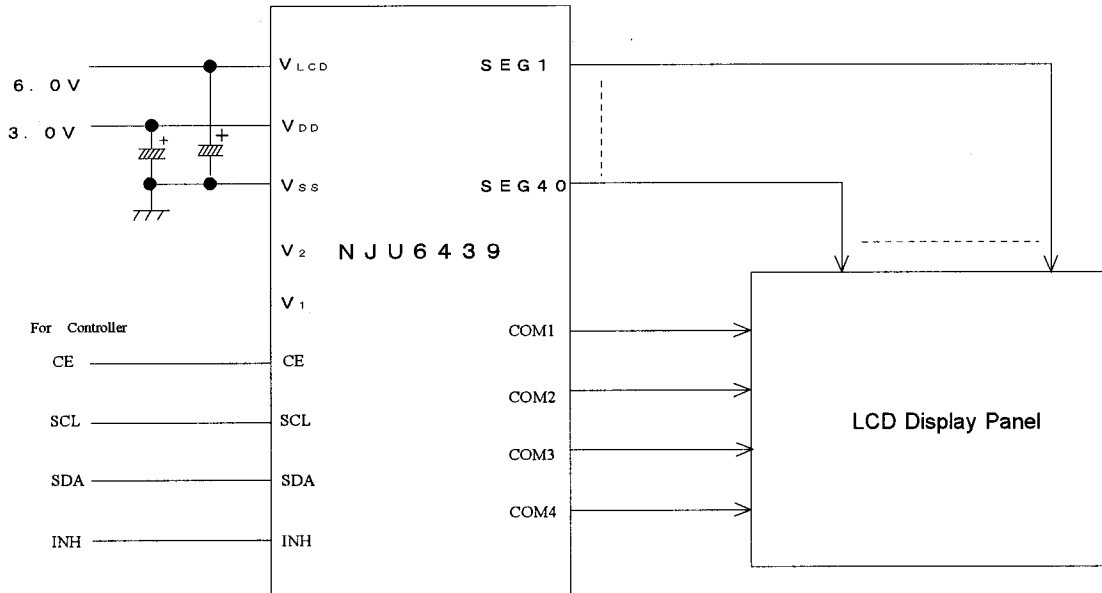 6.0V
3.0V
+
+
For Controller
CE
SCL
SDA
INH
VLCD
VDD
VSS
V2
V1
CE
SCL
SDA
INH
NJU6439
SEG1
SEG40
COM1
COM2
COM3
COM4
LCD Display Panel